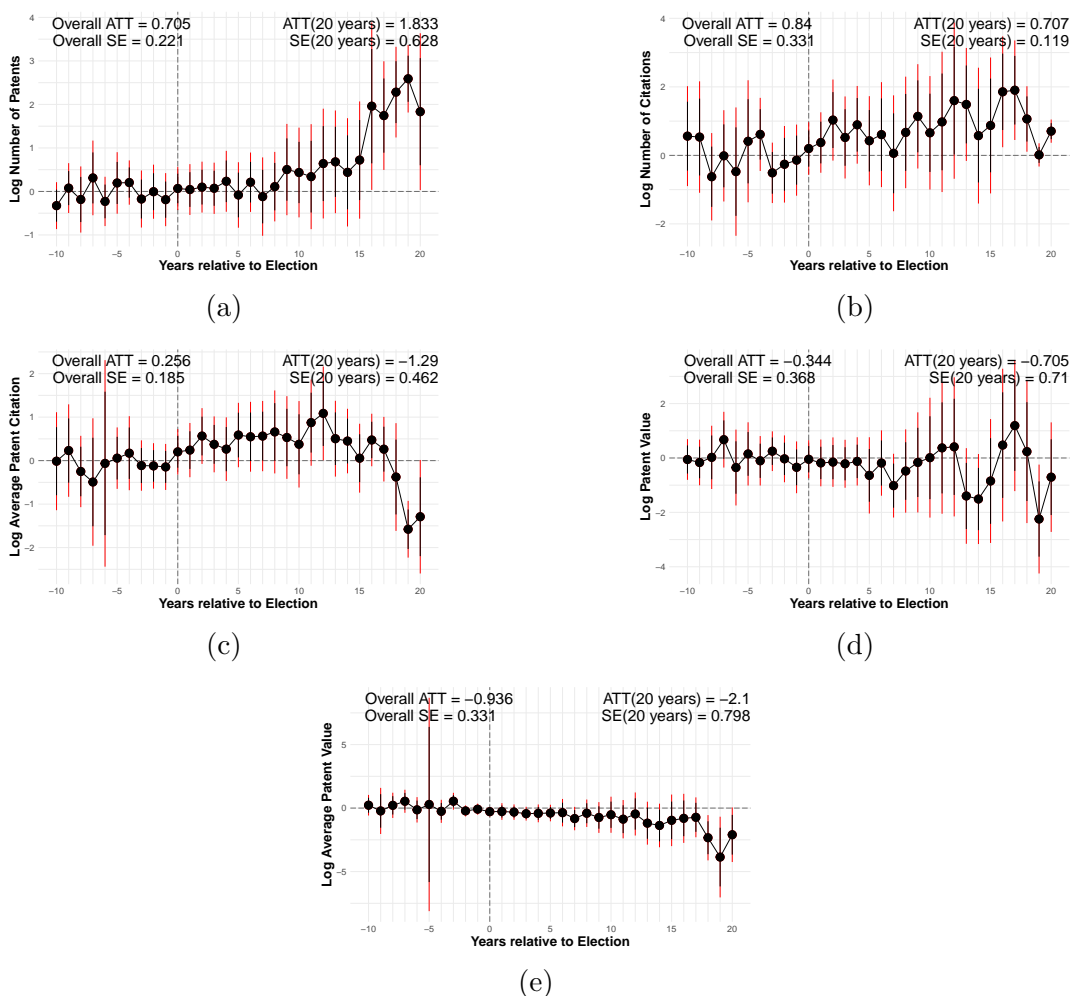 Overall ATT = 0.705 ATT(20 years) = 1.833
Overall SE = 0.221 SE(20 years) = 0.628
Log Number of Patents
4
3
2
1
0
−1
−10 −5 0 5 10 15 20
Years relative to Election
(a)
Overall ATT = 0.84 ATT(20 years) = 0.707
Overall SE = 0.331 SE(20 years) = 0.119
Log Number of Citations
4
2
0
−2
−10 −5 0 5 10 15 20
Years relative to Election
(b)
Overall ATT = 0.256 ATT(20 years) = −1.29
Overall SE = 0.185 SE(20 years) = 0.462
Log Average Patent Citation
2
1
0
−1
−2
−10 −5 0 5 10 15 20
Years relative to Election
(c)
Overall ATT = −0.344 ATT(20 years) = −0.705
Overall SE = 0.368 SE(20 years) = 0.71
Log Patent Value
2
0
−2
−4
−10 −5 0 5 10 15 20
Years relative to Election
(d)
Overall ATT = −0.936 ATT(20 years) = −2.1
Overall SE = 0.331 SE(20 years) = 0.798
Log Average Patent Value
5
0
−5
−10 −5 0 5 10 15 20
Years relative to Election
(e)